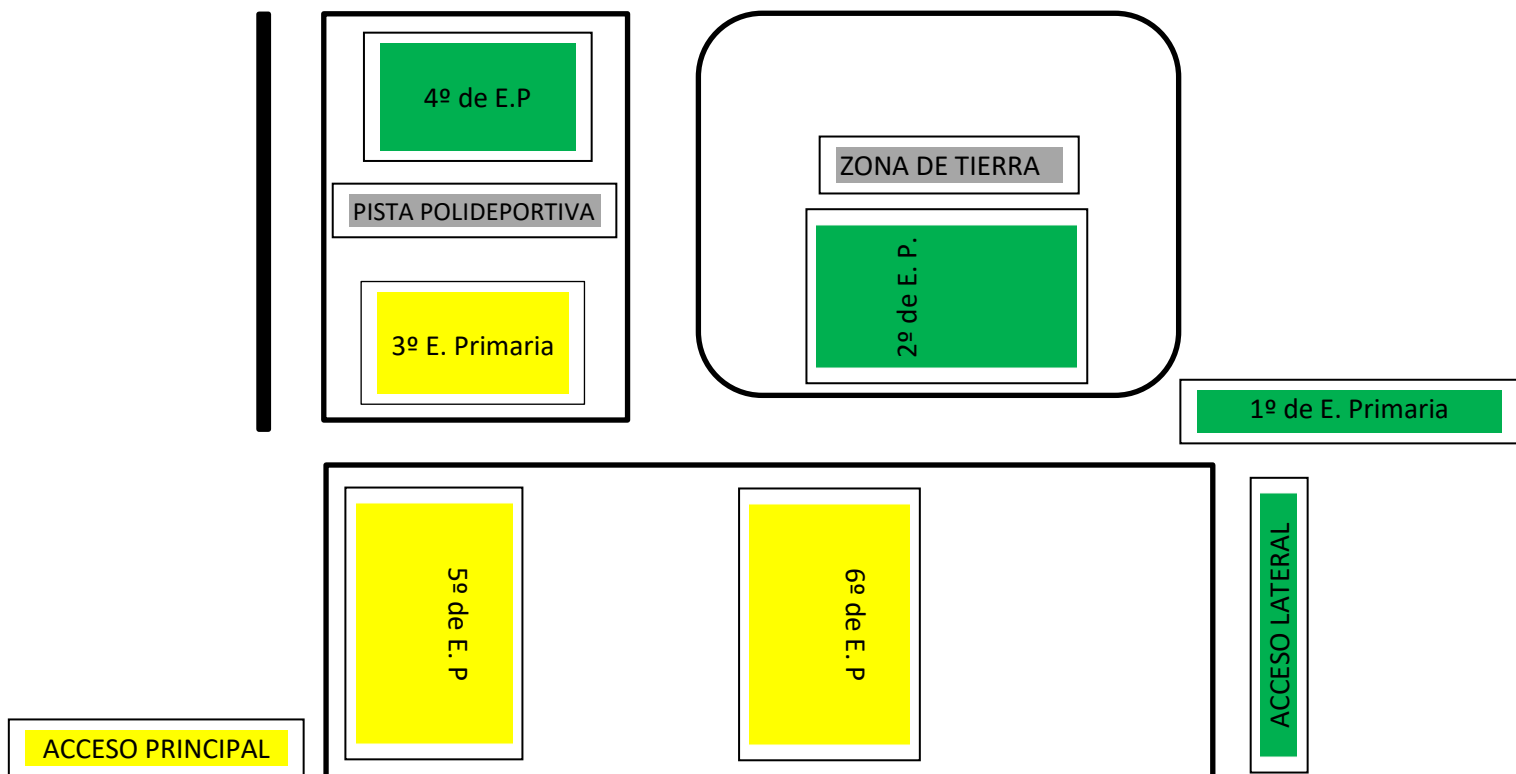 4º de E.P
ZONA DE TIERRA
PISTA POLIDEPORTIVA
2º de E. P.
3º E. Primaria
1º de E. Primaria
5º de E. P
6º de E. P
ACCESO LATERAL
ACCESO PRINCIPAL